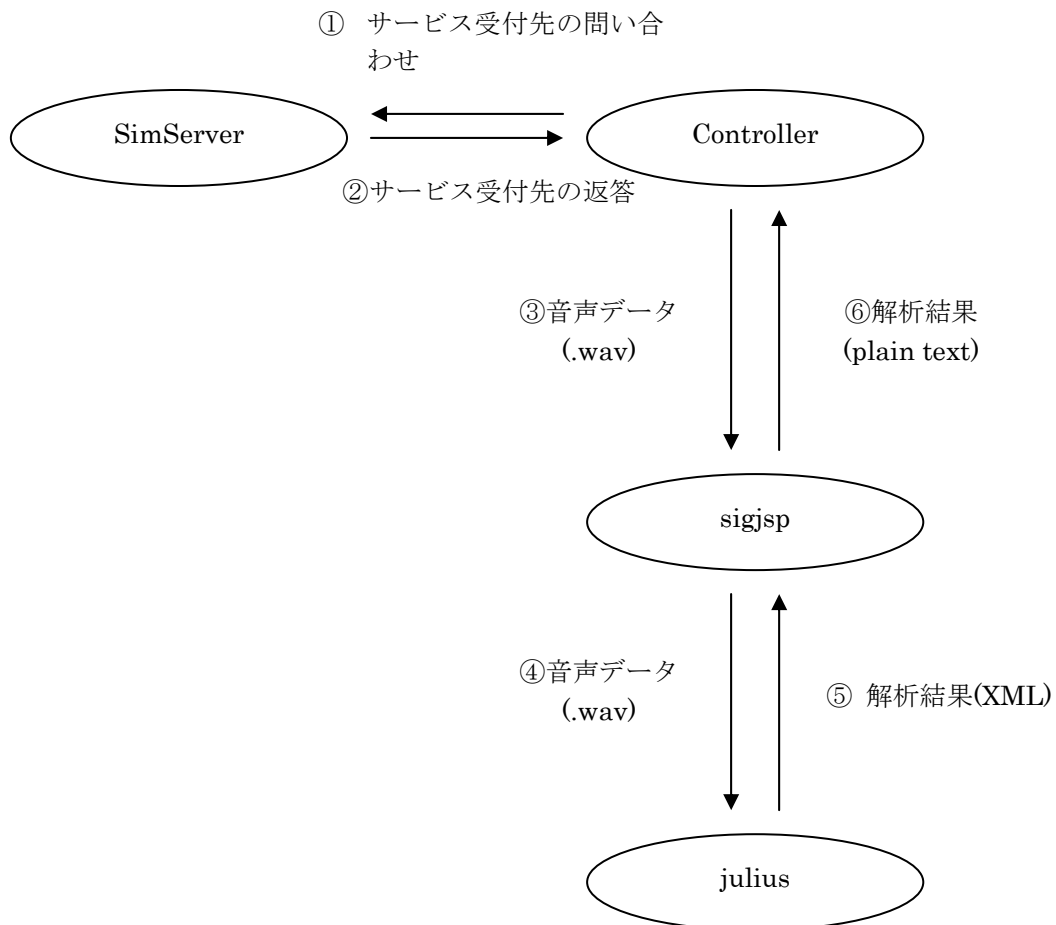 ① サービス受付先の問い合
わせ
SimServer
Controller
②サービス受付先の返答
③音声データ
(.wav)
⑥解析結果
(plain text)
sigjsp
④音声データ
(.wav)
⑤ 解析結果(XML)
julius